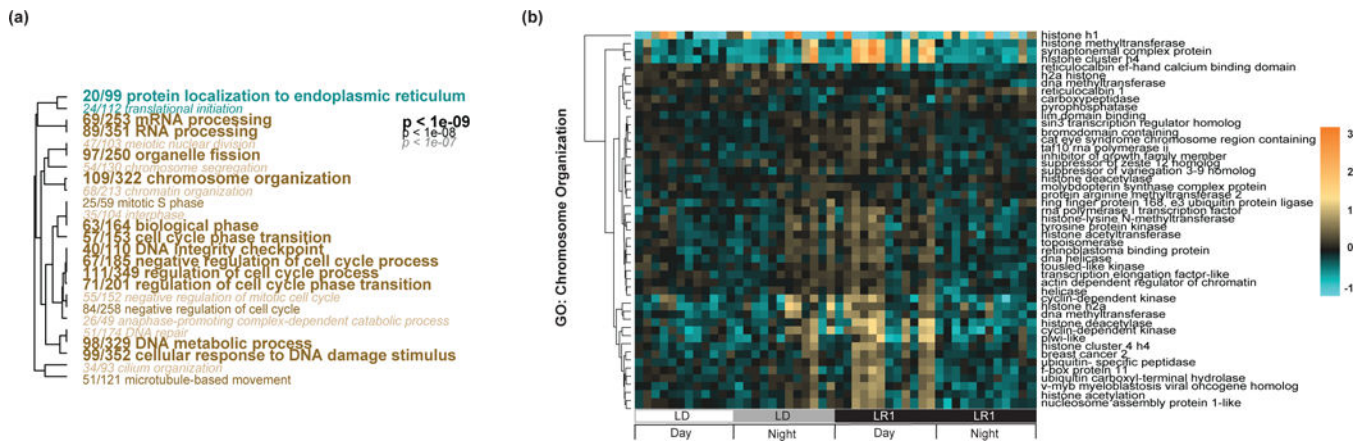 (a)
20/99 protein localization to endoplasmic reticulum
24/112 translational initiation
69/253 mRNA processing
89/351 RNA processing
47/103 meiotic nuclear division
97/250 organelle fission
54/130 chromosome segregation
109/322 chromosome organization
68/213 chromatin organization
25/59 mitotic S phase
35/104 interphase
63/164 biological phase
57/153 cell cycle phase transition
40/110 DNA integrity checkpoint
67/185 negative regulation of cell cycle process
111/349 regulation of cell cycle process
71/201 regulation of cell cycle phase transition
55/152 negative regulation of mitotic cell cycle
84/258 negative regulation of cell cycle
26/49 anaphase-promoting complex-dependent catabolic process
51/174 DNA repair
98/329 DNA metabolic process
99/352 cellular response to DNA damage stimulus
34/93 cilium organization
51/121 microtubule-based movement
p < 1e-09
p < 1e-08
p < 1e-07
(b)
GO: Chromosome Organization
histone h1
histone methyltransferase
synaptonemal complex protein
histone cluster h4
reticulocalbin ef-hand calcium binding domain
h2a histone
dna methyltransferase
reticulocalbin 1
carboxypeptidase
pyrophosphatase
lim domain binding
sin3 transcription regulator homolog
bromodomain containing
cat eye syndrome chromosome region containing
taf10 rna polymerase ii
inhibitor of growth family member
suppressor of zeste 12 homolog
suppressor of variegation 3-9 homolog
histone deacetylase
molybdopterin synthase complex protein
protein arginine methyltransferase 2
ring finger protein 168, e3 ubiquitin protein ligase
rna polymerase I transcription factor
histone-lysine N-methyltransferase
tyrosine protein kinase
histone acetyltransferase
topoisomerase
retinoblastoma binding protein
dna helicase
tousled-like kinase
transcription elongation factor-like
actin dependent regulator of chromatin
helicase
cyclin-dependent kinase
histone h2a
dna methyltransferase
histone deacetylase
cyclin-dependent kinase
piwi-like
histone cluster 4 h4
breast cancer 2
ubiquitin- specific peptidase
f-box protein 11
ubiquitin carboxyl-terminal hydrolase
v-myb myeloblastosis viral oncogene homolog
histone acetylation
nucleosome assembly protein 1-like
3
2
1
0
-1
LD LD LR1 LR1
Day Night Day Night